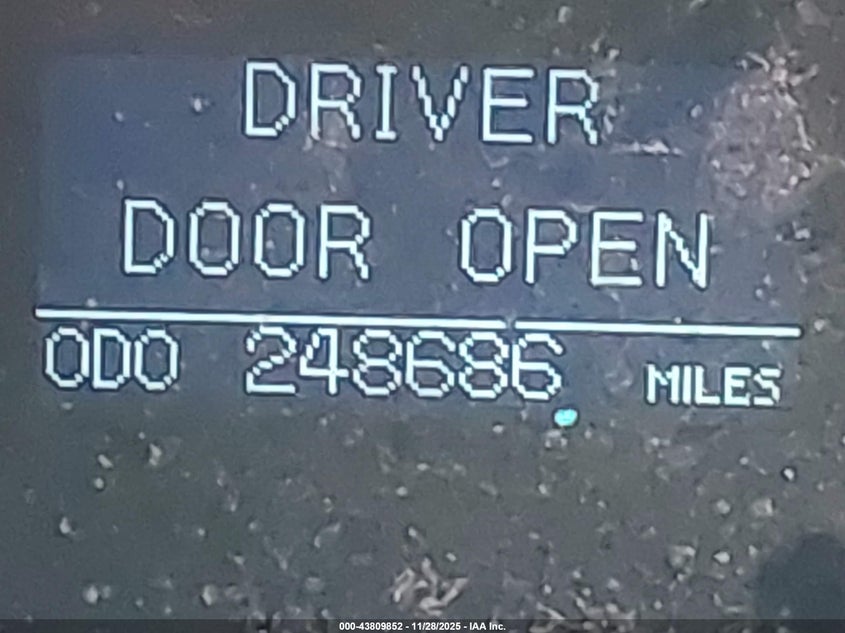 DRIVER
DOOR OPEN
ODO 248686 MILES
000-43809852 - 11/28/2025 - IAA Inc.